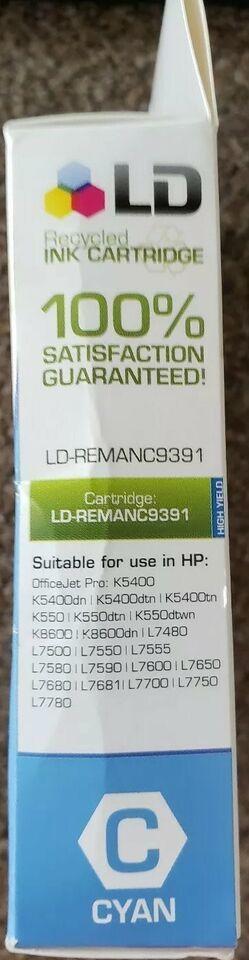 LD
Recycled
INK CARTRIDGE
100%
SATISFACTION
GUARANTEED!
LD-REMANC9391
Cartridge:
LD-REMANC9391
HIGH YIELD
Suitable for use in HP:
OfficeJet Pro: K5400
K5400dn | K5400dtn | K5400tn
K550 | K550dtn | K550dtwn
K8600 | K8600dn | L7480
L7500 | L7550 | L7555
L7580 | L7590 | L7600 | L7650
L7680 | L7681| L7700 | L7750
L7780
C
CYAN